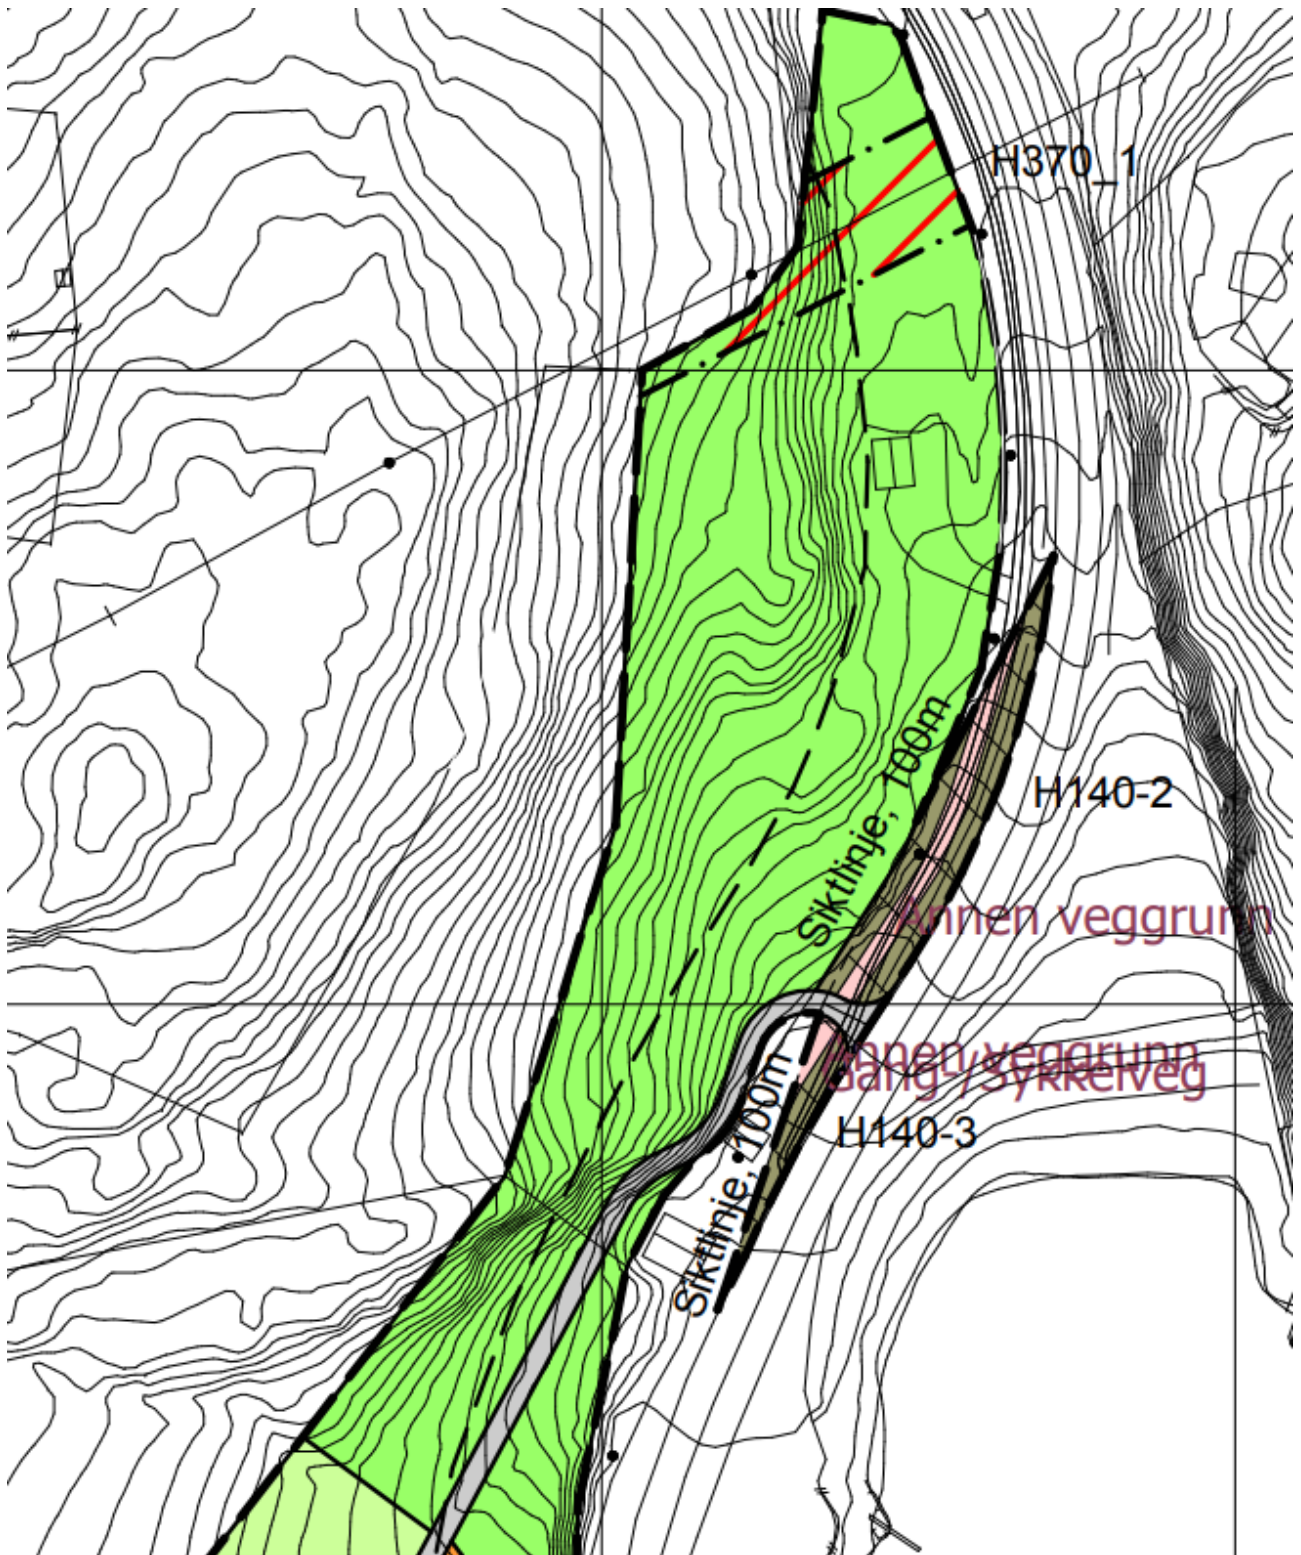 H370_1
Siktlinje, 100m
H140-2
Annen veggrunn
Annen veggrunn
Gang-/Sykkelveg
H140-3
Siktlinje, 100m